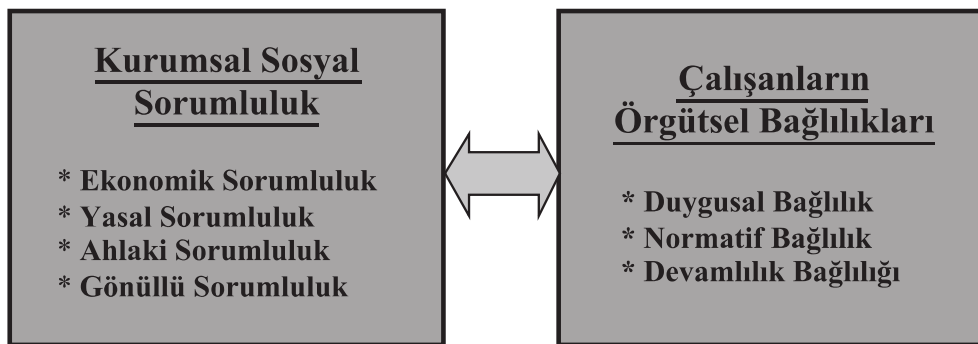 Kurumsal Sosyal
Sorumluluk
* Ekonomik Sorumluluk
* Yasal Sorumluluk
* Ahlaki Sorumluluk
* Gönüllü Sorumluluk
Çalışanların
Örgütsel Bağlılıkları
* Duygusal Bağlılık
* Normatif Bağlılık
* Devamlılık Bağlılığı